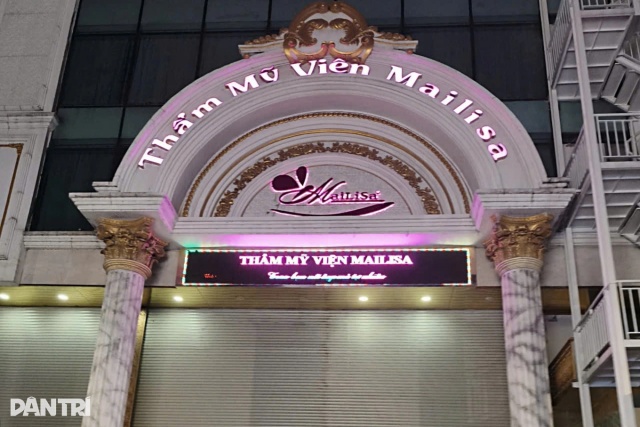 Thẩm Mỹ Viện Mailisa
MaiLiSa
THẨM MỸ VIỆN MAILISA
DÂN TRÍ